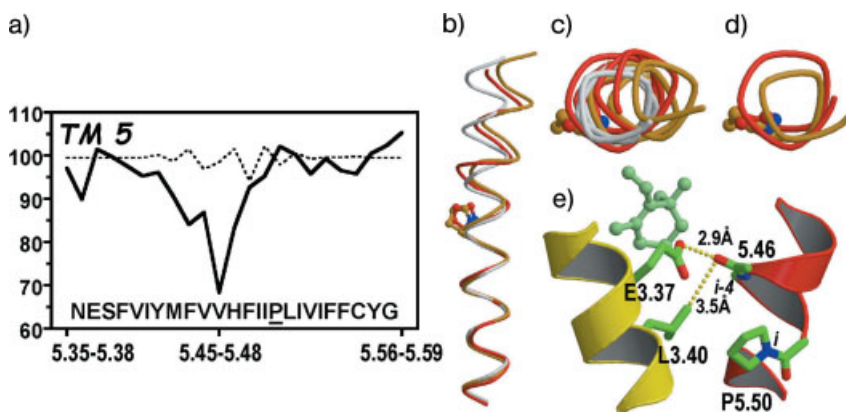 a)
TM 5
110
100
90
80
70
60
NESFVIYMFVVHFIIPLIVIFFCYG
5.35-5.38 5.45-5.48 5.56-5.59
b)
c)
d)
e)
2.9Å
5.46
E3.37
i-4
3.5Å
L3.40
i
P5.50